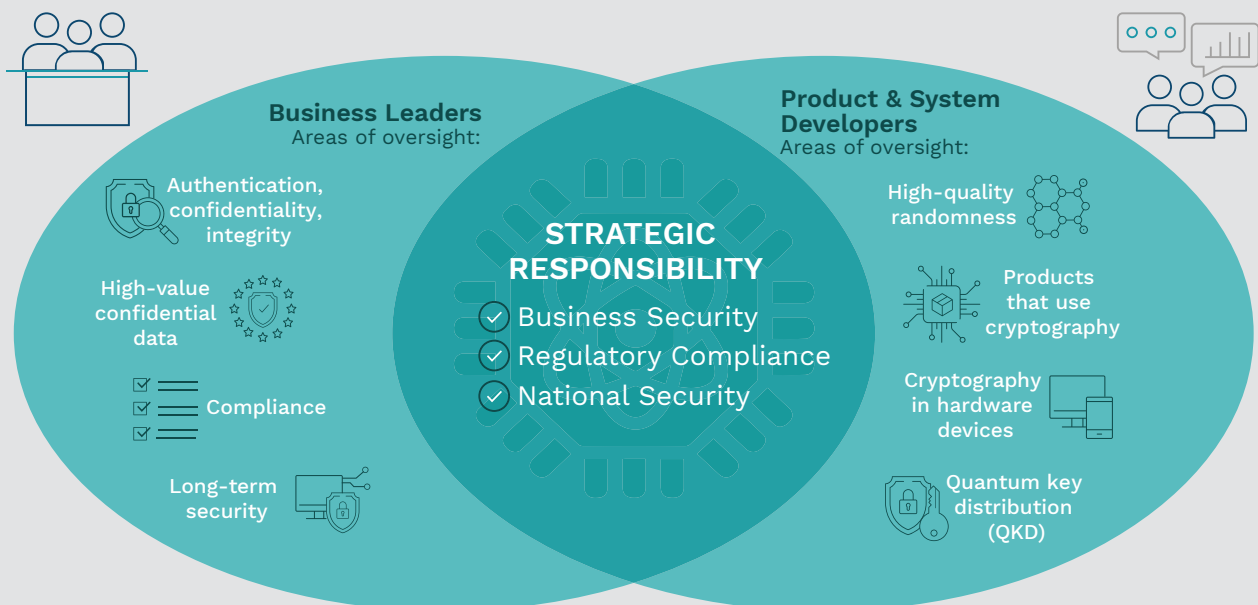 Business Leaders
Areas of oversight:
Authentication,
confidentiality,
integrity
High-value
confidential
data
Compliance
Long-term
security
STRATEGIC
RESPONSIBILITY
Business Security
Regulatory Compliance
National Security
Product & System
Developers
Areas of oversight:
High-quality
randomness
Products
that use
cryptography
Cryptography
in hardware
devices
Quantum key
distribution
(QKD)